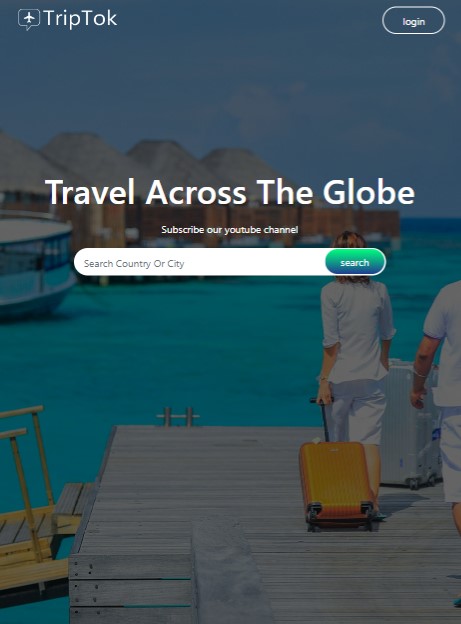 TripTok
login
Travel Across The Globe
Subscribe our youtube channel
Search Country Or City
search